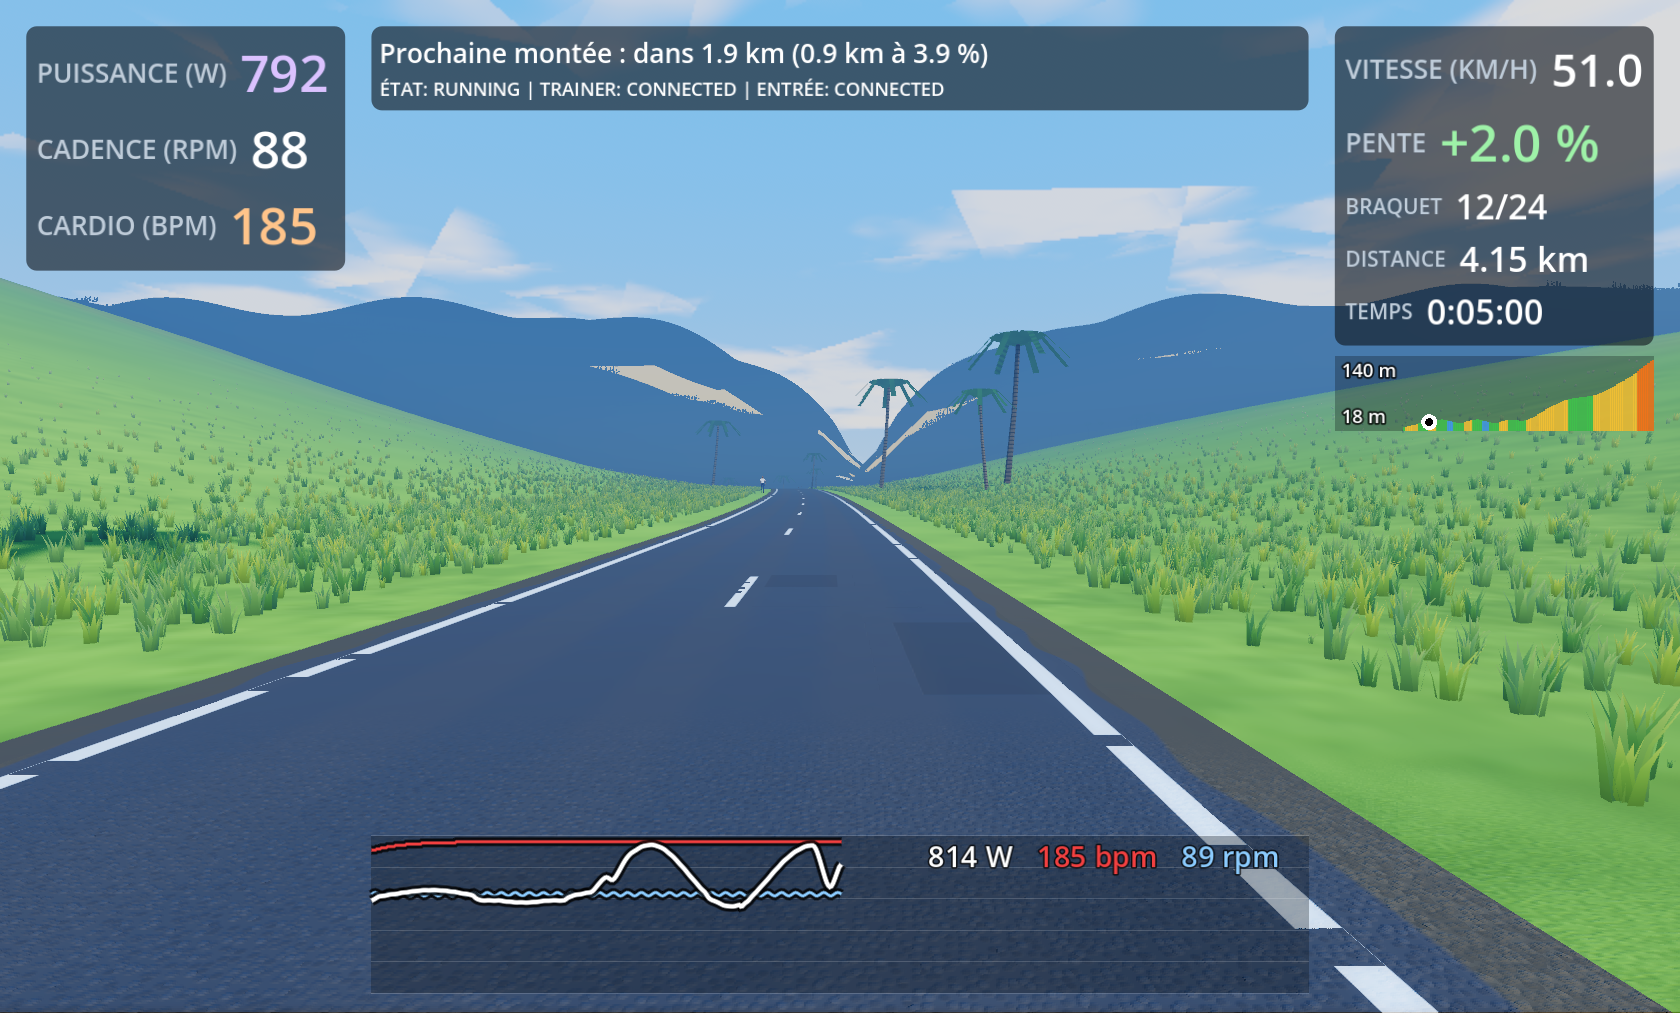 PUISSANCE (W) 792
CADENCE (RPM) 88
CARDIO (BPM) 185
Prochaine montée : dans 1.9 km (0.9 km à 3.9 %)
ÉTAT: RUNNING | TRAINER: CONNECTED | ENTRÉE: CONNECTED
VITESSE (KM/H) 51.0
PENTE +2.0 %
BRAQUET 12/24
DISTANCE 4.15 km
TEMPS 0:05:00
140 m
18 m
814 W 185 bpm 89 rpm